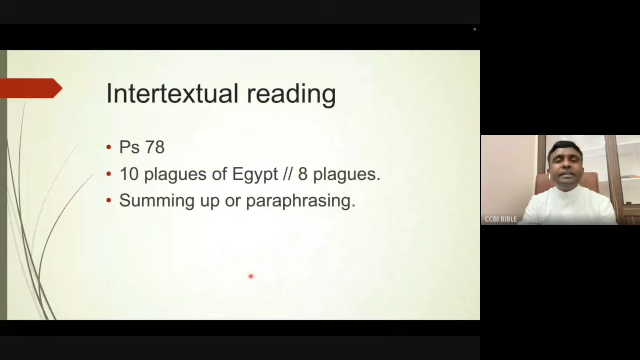 Intertextual reading
• Ps 78
• 10 plagues of Egypt // 8 plagues.
• Summing up or paraphrasing.
CCBI BIBLE